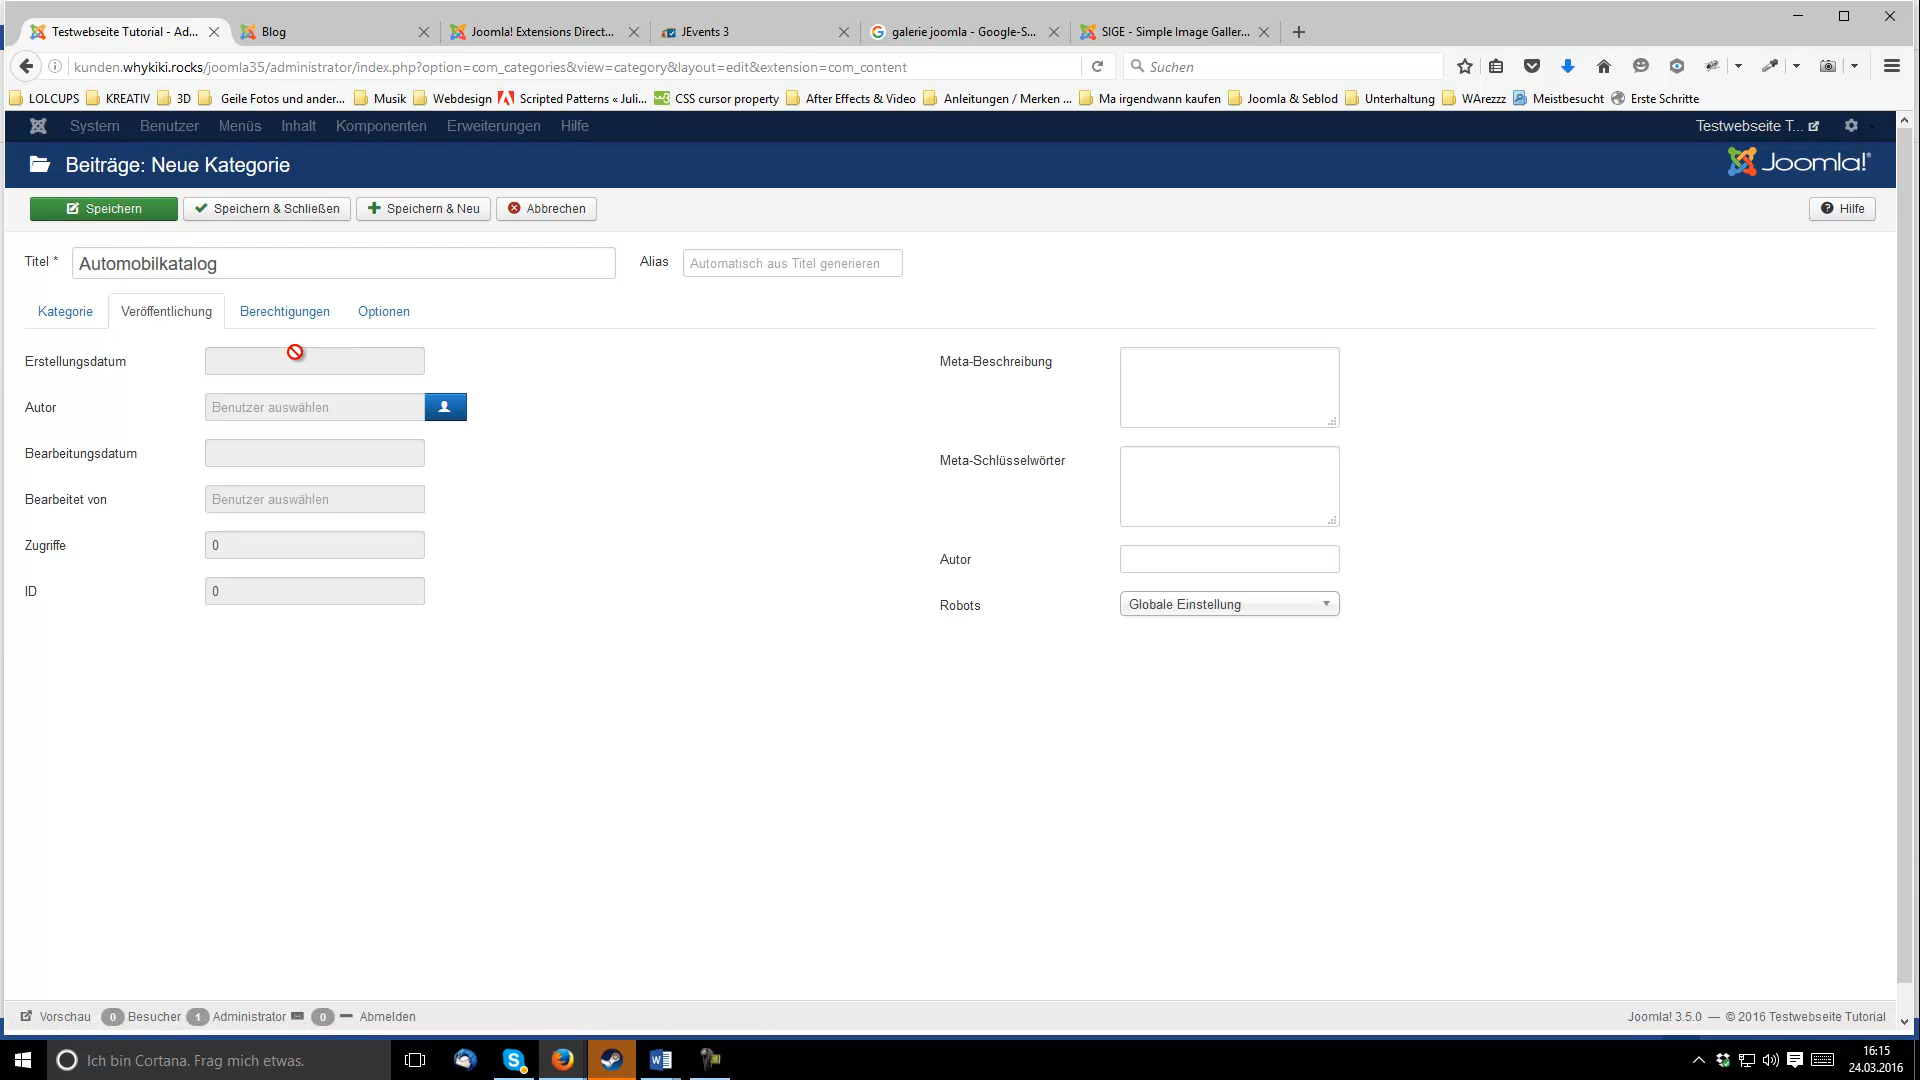 Testwebseite Tutorial - Ad...
Blog
Joomla! Extensions Direct...
JEvents 3
galerie joomla - Google-S...
SIGE - Simple Image Galler...
kunden.whykiki.rocks/joomla35/administrator/index.php?option=com_categories&view=category&layout=edit&extension=com_content
Suchen
LOLCUPS
KREATIV
3D
Geile Fotos und ander...
Musik
Webdesign
Scripted Patterns « Juli...
CSS cursor property
After Effects & Video
Anleitungen / Merken ...
Ma irgendwann kaufen
Joomla & Seblod
Unterhaltung
WArezzz
Meistbesucht
Erste Schritte
System
Benutzer
Menüs
Inhalt
Komponenten
Erweiterungen
Hilfe
Testwebseite T...
Beiträge: Neue Kategorie
Joomla!®
Speichern
Speichern & Schließen
Speichern & Neu
Abbrechen
Hilfe
Titel *
Automobilkatalog
Alias
Automatisch aus Titel generieren
Kategorie
Veröffentlichung
Berechtigungen
Optionen
Erstellungsdatum
Autor
Benutzer auswählen
Bearbeitungsdatum
Bearbeitet von
Benutzer auswählen
Zugriffe
0
ID
0
Meta-Beschreibung
Meta-Schlüsselwörter
Autor
Robots
Globale Einstellung
Vorschau
0 Besucher
1 Administrator
0
Abmelden
Joomla! 3.5.0 — © 2016 Testwebseite Tutorial
Ich bin Cortana. Frag mich etwas.
16:15
24.03.2016